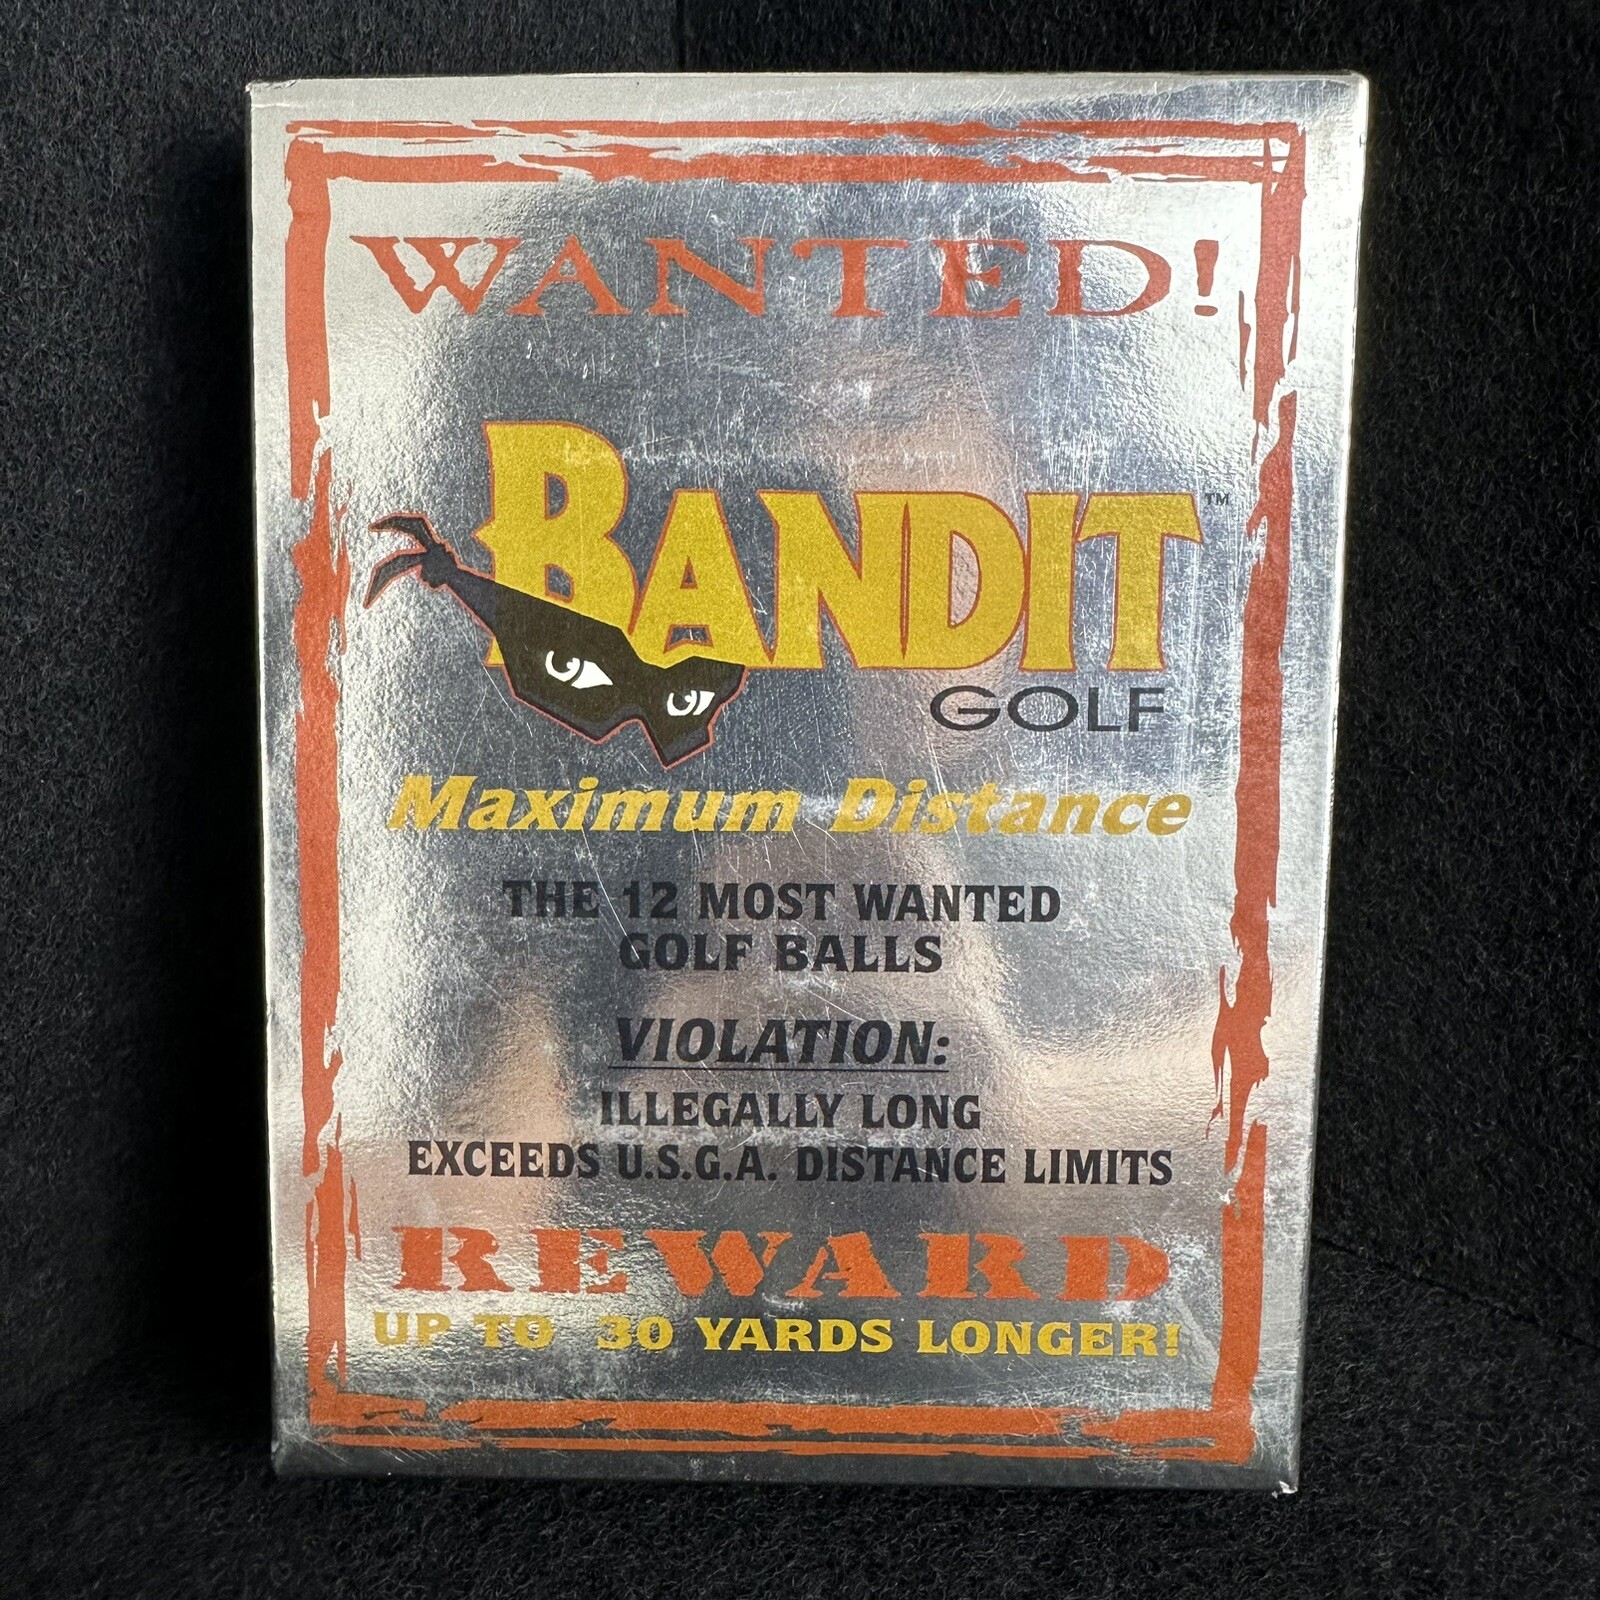 WANTED!
BANDIT™
GOLF
Maximum Distance
THE 12 MOST WANTED
GOLF BALLS
VIOLATION:
ILLEGALLY LONG
EXCEEDS U.S.G.A. DISTANCE LIMITS
REWARD
UP TO 30 YARDS LONGER!